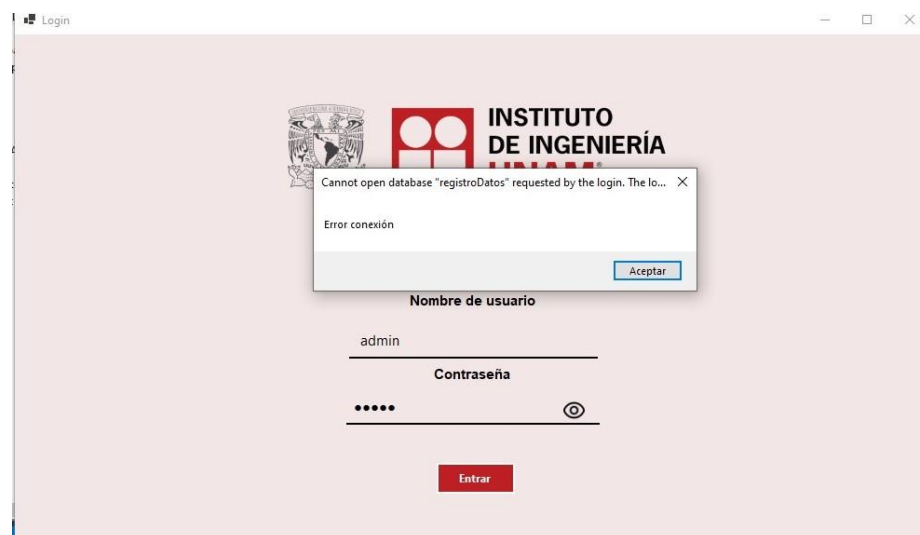 Login
INSTITUTO
DE INGENIERÍA
UNAM
Cannot open database "registroDatos" requested by the login. The lo...
Error conexión
Aceptar
Nombre de usuario
admin
Contraseña
•••••
Entrar